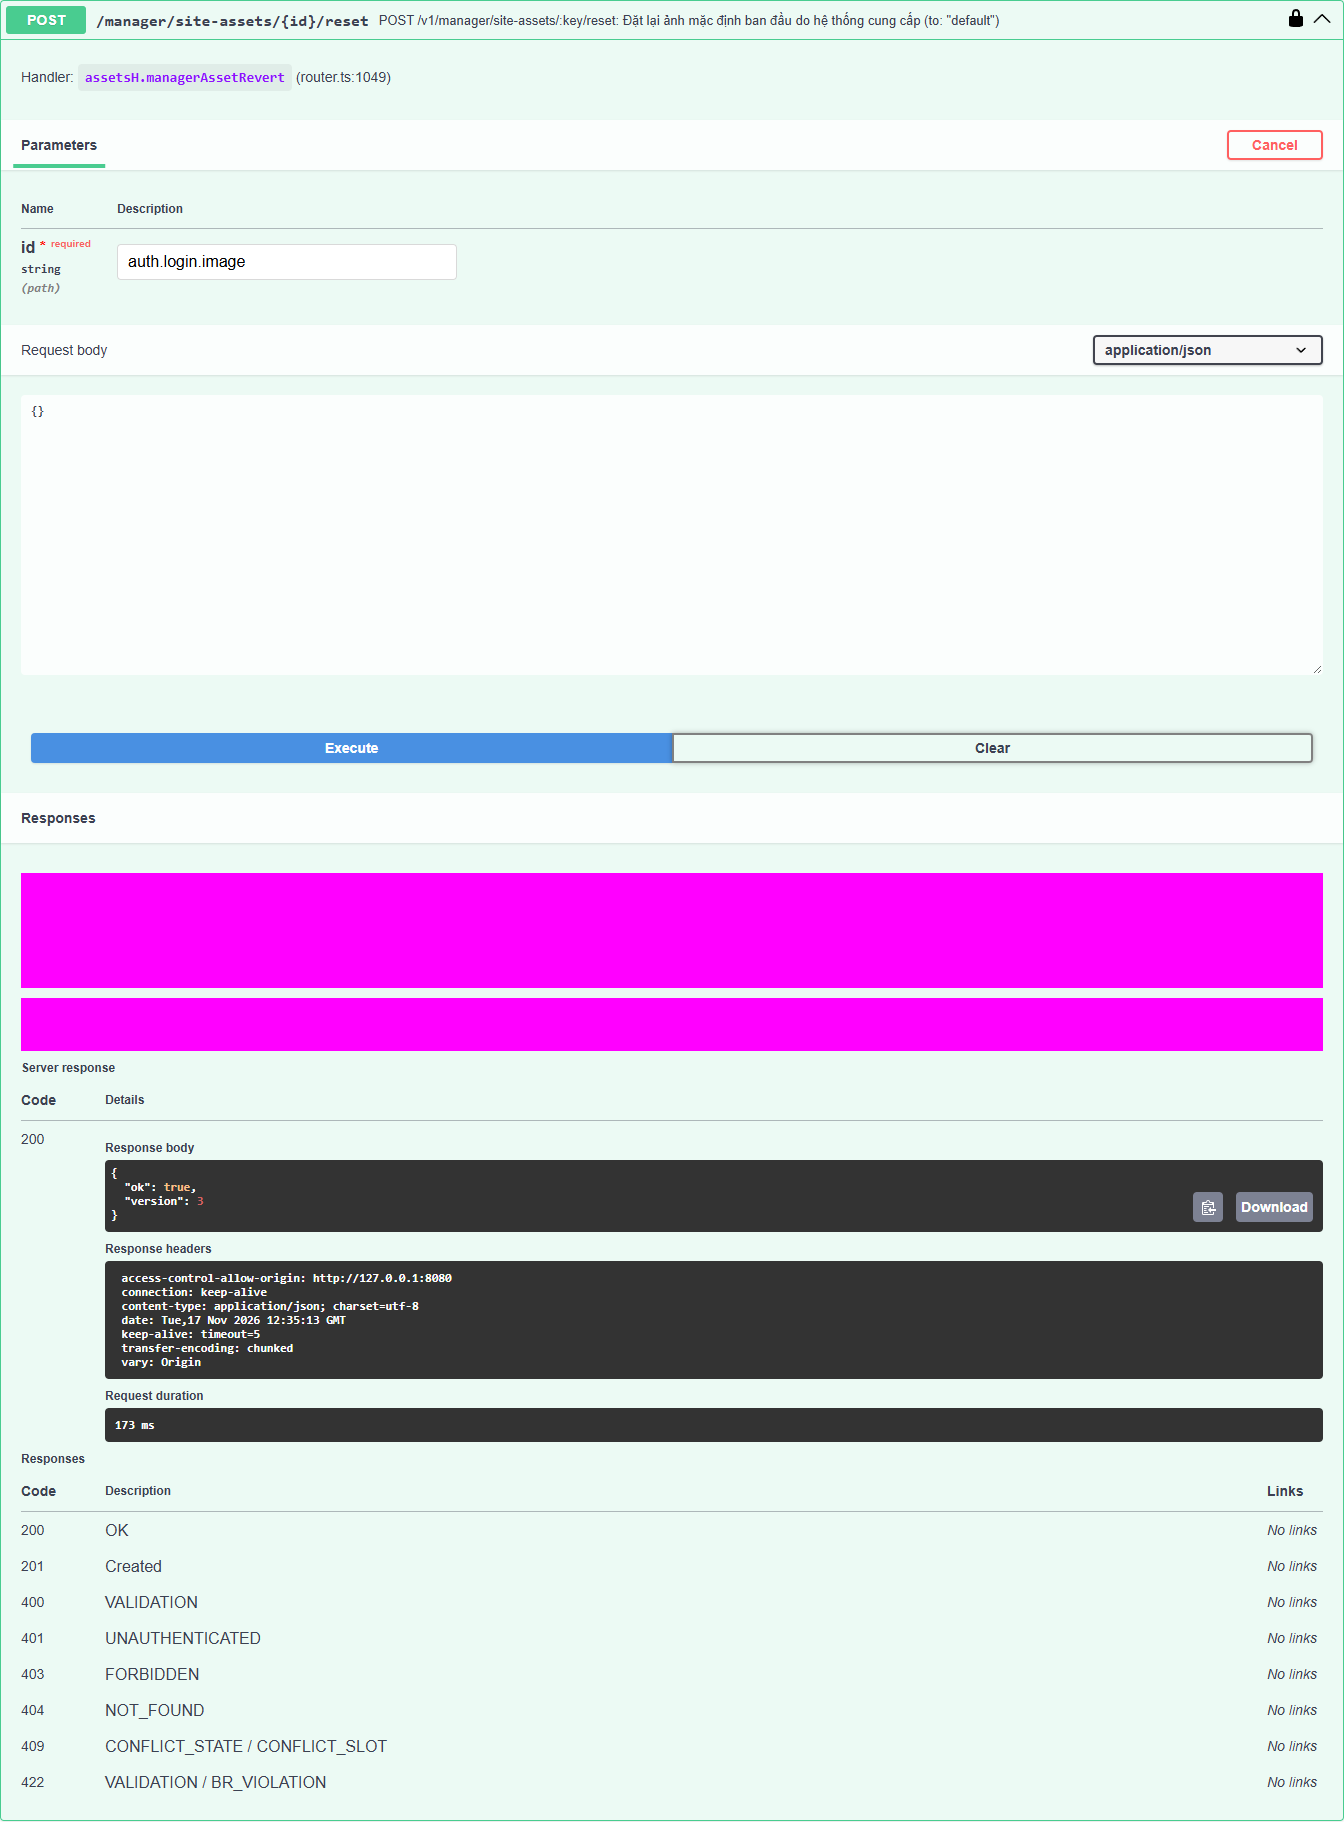 POST /manager/site-assets/{id}/reset POST /v1/manager/site-assets/:key/reset: Đặt lại ảnh mặc định ban đầu do hệ thống cung cấp (to: "default")
Handler: assetsH.managerAssetRevert (router.ts:1049)
Parameters
Cancel
Name Description
id * required
string
(path)
auth.login.image
Request body
application/json
{}
Execute
Clear
Responses
Server response
Code Details
200
Response body
{
"ok": true,
"version": 3
}
Download
Response headers
access-control-allow-origin: http://127.0.0.1:8080
connection: keep-alive
content-type: application/json; charset=utf-8
date: Tue,17 Nov 2026 12:35:13 GMT
keep-alive: timeout=5
transfer-encoding: chunked
vary: Origin
Request duration
173 ms
Responses
Code Description Links
200 OK No links
201 Created No links
400 VALIDATION No links
401 UNAUTHENTICATED No links
403 FORBIDDEN No links
404 NOT_FOUND No links
409 CONFLICT_STATE / CONFLICT_SLOT No links
422 VALIDATION / BR_VIOLATION No links